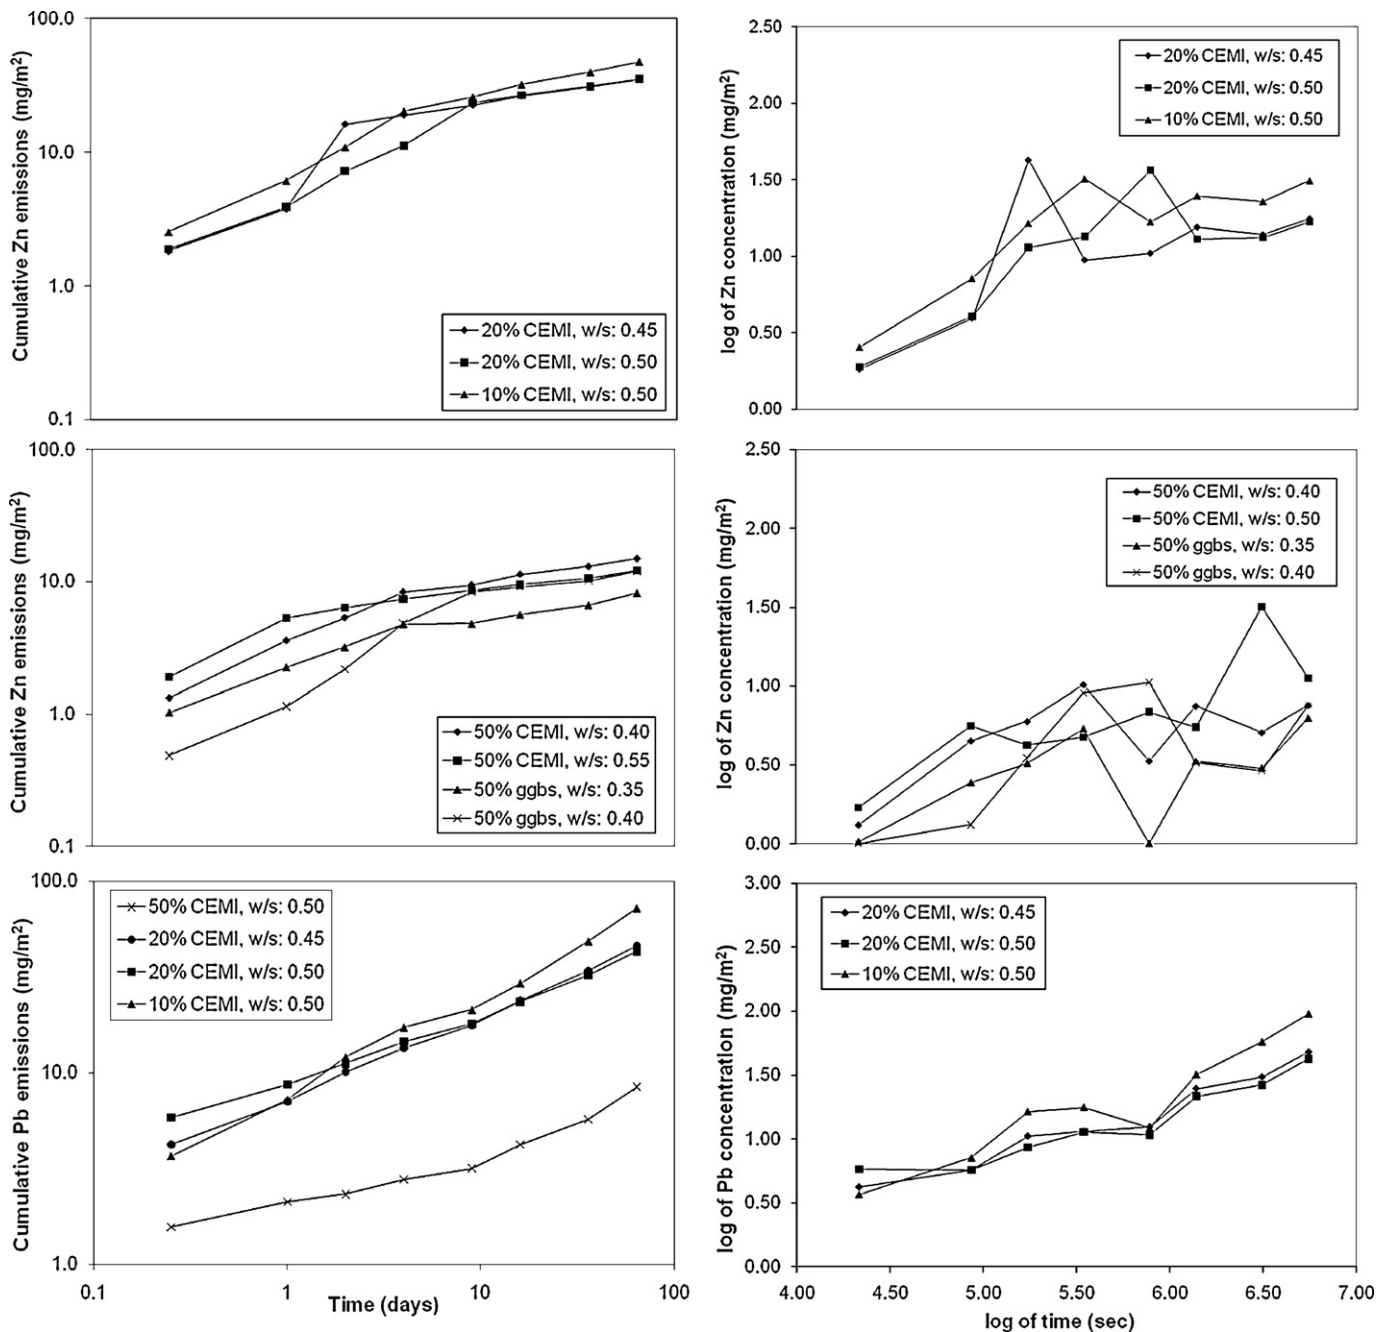 Cumulative Zn emissions (mg/m²)
100.0
10.0
1.0
0.1
20% CEMI, w/s: 0.45
20% CEMI, w/s: 0.50
10% CEMI, w/s: 0.50
log of Zn concentration (mg/m²)
2.50
2.00
1.50
1.00
0.50
0.00
20% CEMI, w/s: 0.45
20% CEMI, w/s: 0.50
10% CEMI, w/s: 0.50
Cumulative Zn emissions (mg/m²)
100.0
10.0
1.0
0.1
50% CEMI, w/s: 0.40
50% CEMI, w/s: 0.55
50% ggbs, w/s: 0.35
50% ggbs, w/s: 0.40
log of Zn concentration (mg/m²)
2.50
2.00
1.50
1.00
0.50
0.00
50% CEMI, w/s: 0.40
50% CEMI, w/s: 0.50
50% ggbs, w/s: 0.35
50% ggbs, w/s: 0.40
Cumulative Pb emissions (mg/m²)
100.0
10.0
1.0
50% CEMI, w/s: 0.50
20% CEMI, w/s: 0.45
20% CEMI, w/s: 0.50
10% CEMI, w/s: 0.50
0.1 1 10 100
Time (days)
log of Pb concentration (mg/m²)
3.00
2.50
2.00
1.50
1.00
0.50
0.00
20% CEMI, w/s: 0.45
20% CEMI, w/s: 0.50
10% CEMI, w/s: 0.50
4.00 4.50 5.00 5.50 6.00 6.50 7.00
log of time (sec)